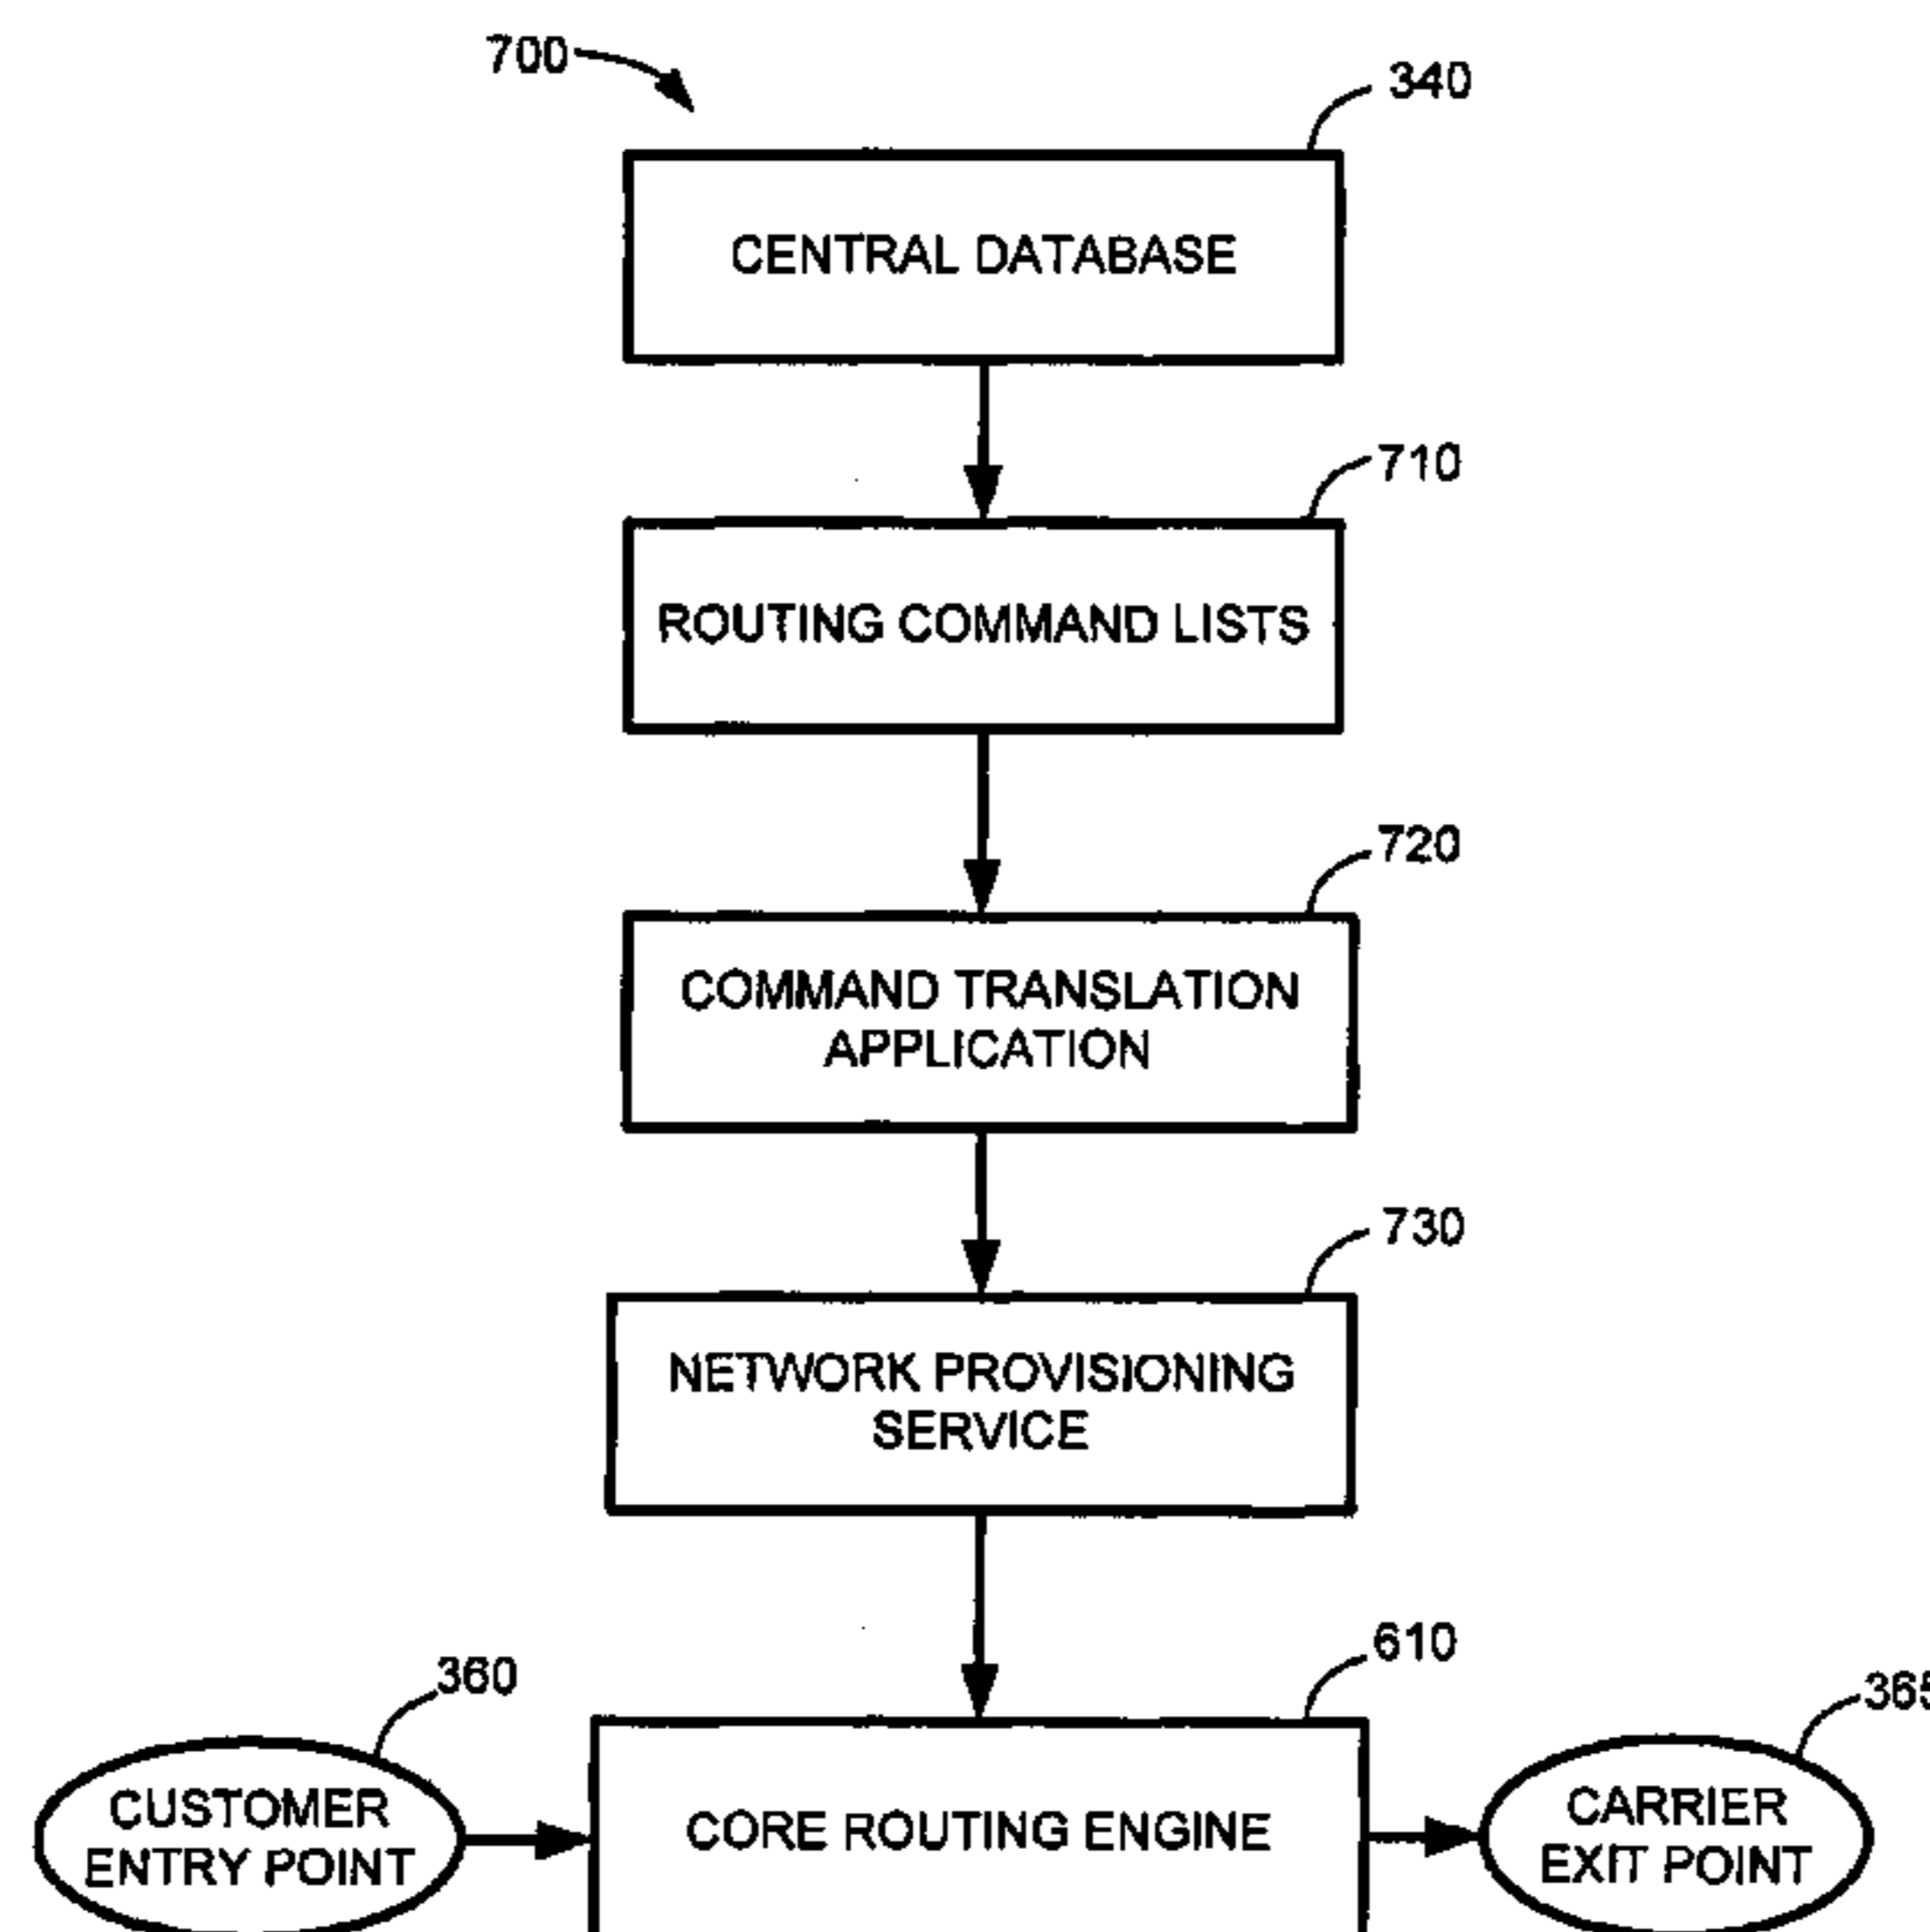 700
340
CENTRAL DATABASE
710
ROUTING COMMAND LISTS
720
COMMAND TRANSLATION
APPLICATION
730
NETWORK PROVISIONING
SERVICE
610
360
365
CUSTOMER
ENTRY POINT
CORE ROUTING ENGINE
CARRIER
EXIT POINT